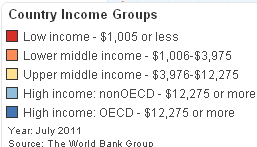 Country Income Groups
Low income - $1,005 or less
Lower middle income - $1,006-$3,975
Upper middle income - $3,976-$12,275
High income: nonOECD - $12,275 or more
High income: OECD - $12,275 or more
Year: July 2011
Source: The World Bank Group